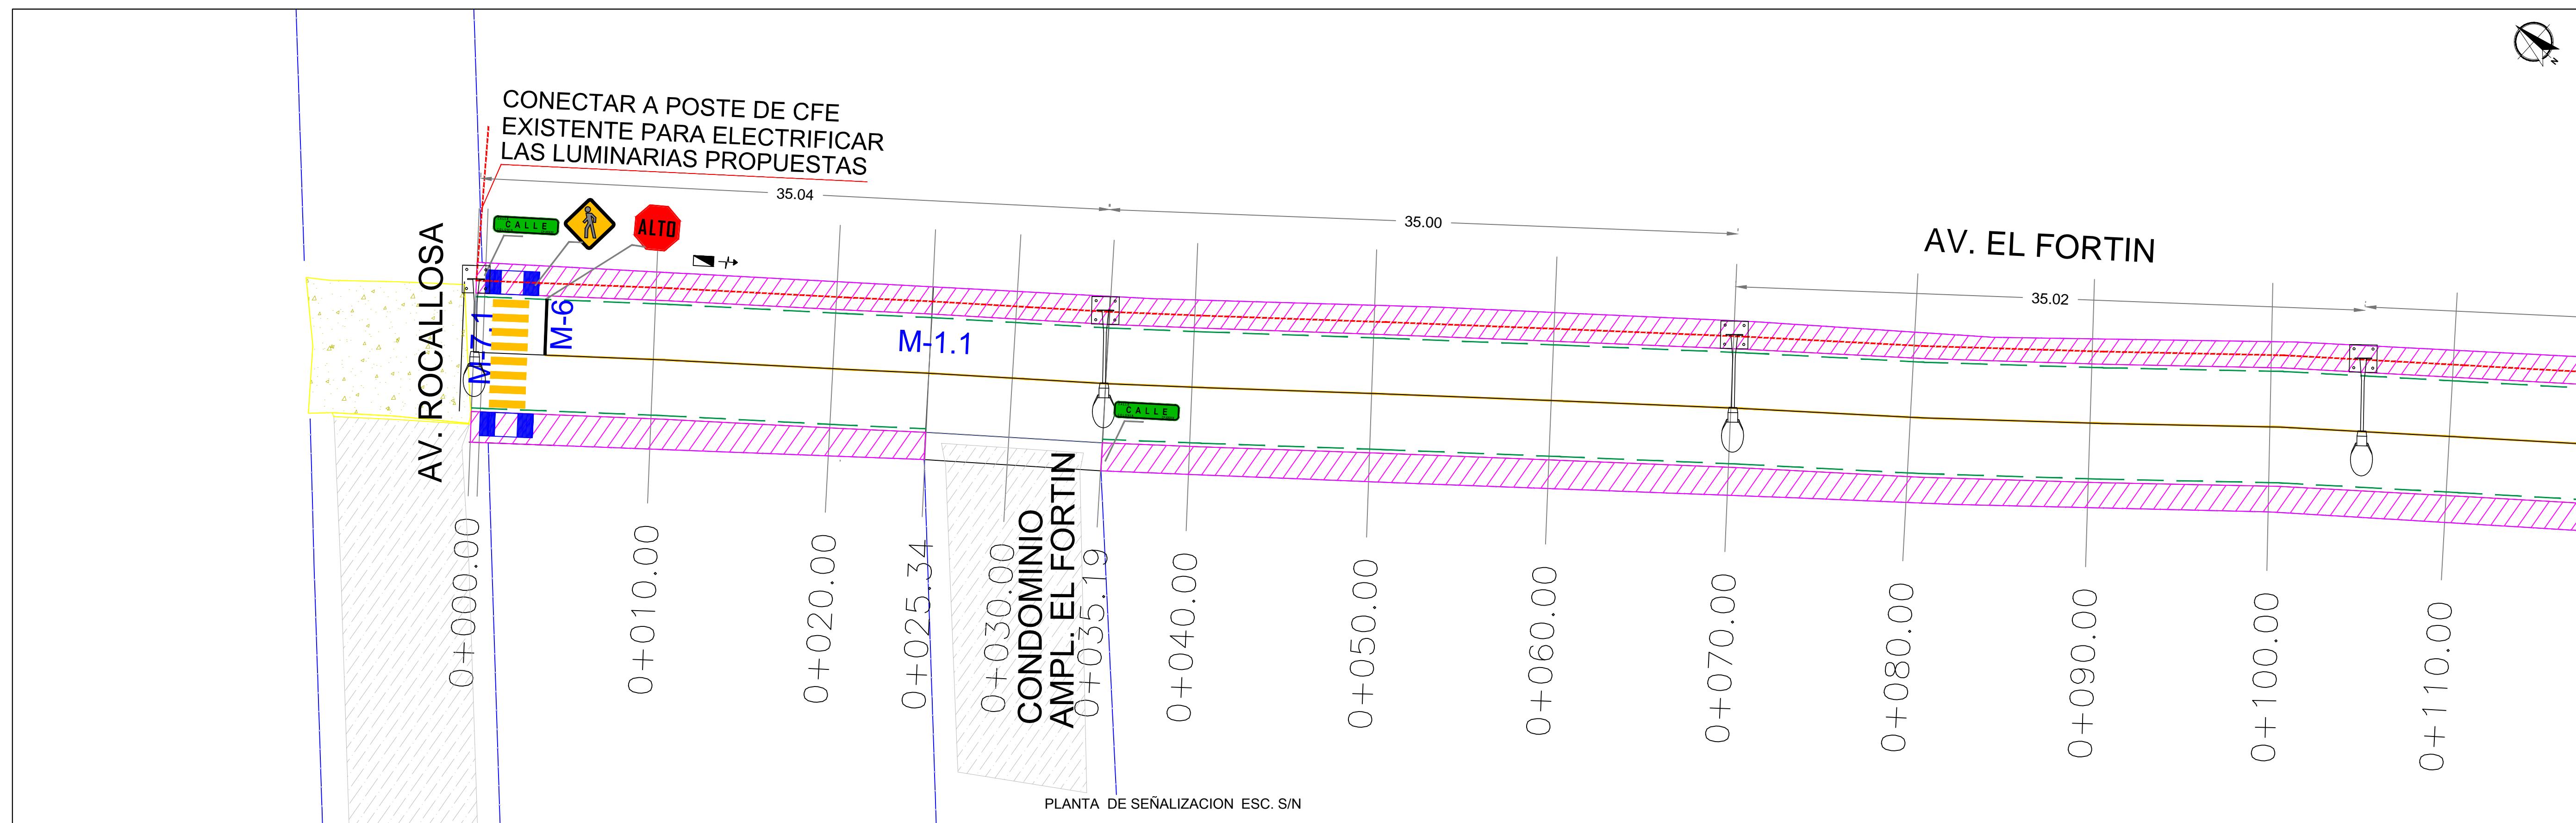 CONECTAR A POSTE DE CFE
EXISTENTE PARA ELECTRIFICAR
LAS LUMINARIAS PROPUESTAS
35.04
35.00
35.02
AV. EL FORTIN
N
CALLE
ALTO
AV. ROCALLOSA
M-7.1
M-6
M-1.1
CALLE
CONDOMINIO
AMPL. EL FORTIN
0+000.00
0+010.00
0+020.00
0+025.34
0+030.00
0+035.19
0+040.00
0+050.00
0+060.00
0+070.00
0+080.00
0+090.00
0+100.00
0+110.00
PLANTA DE SEÑALIZACION ESC. S/N